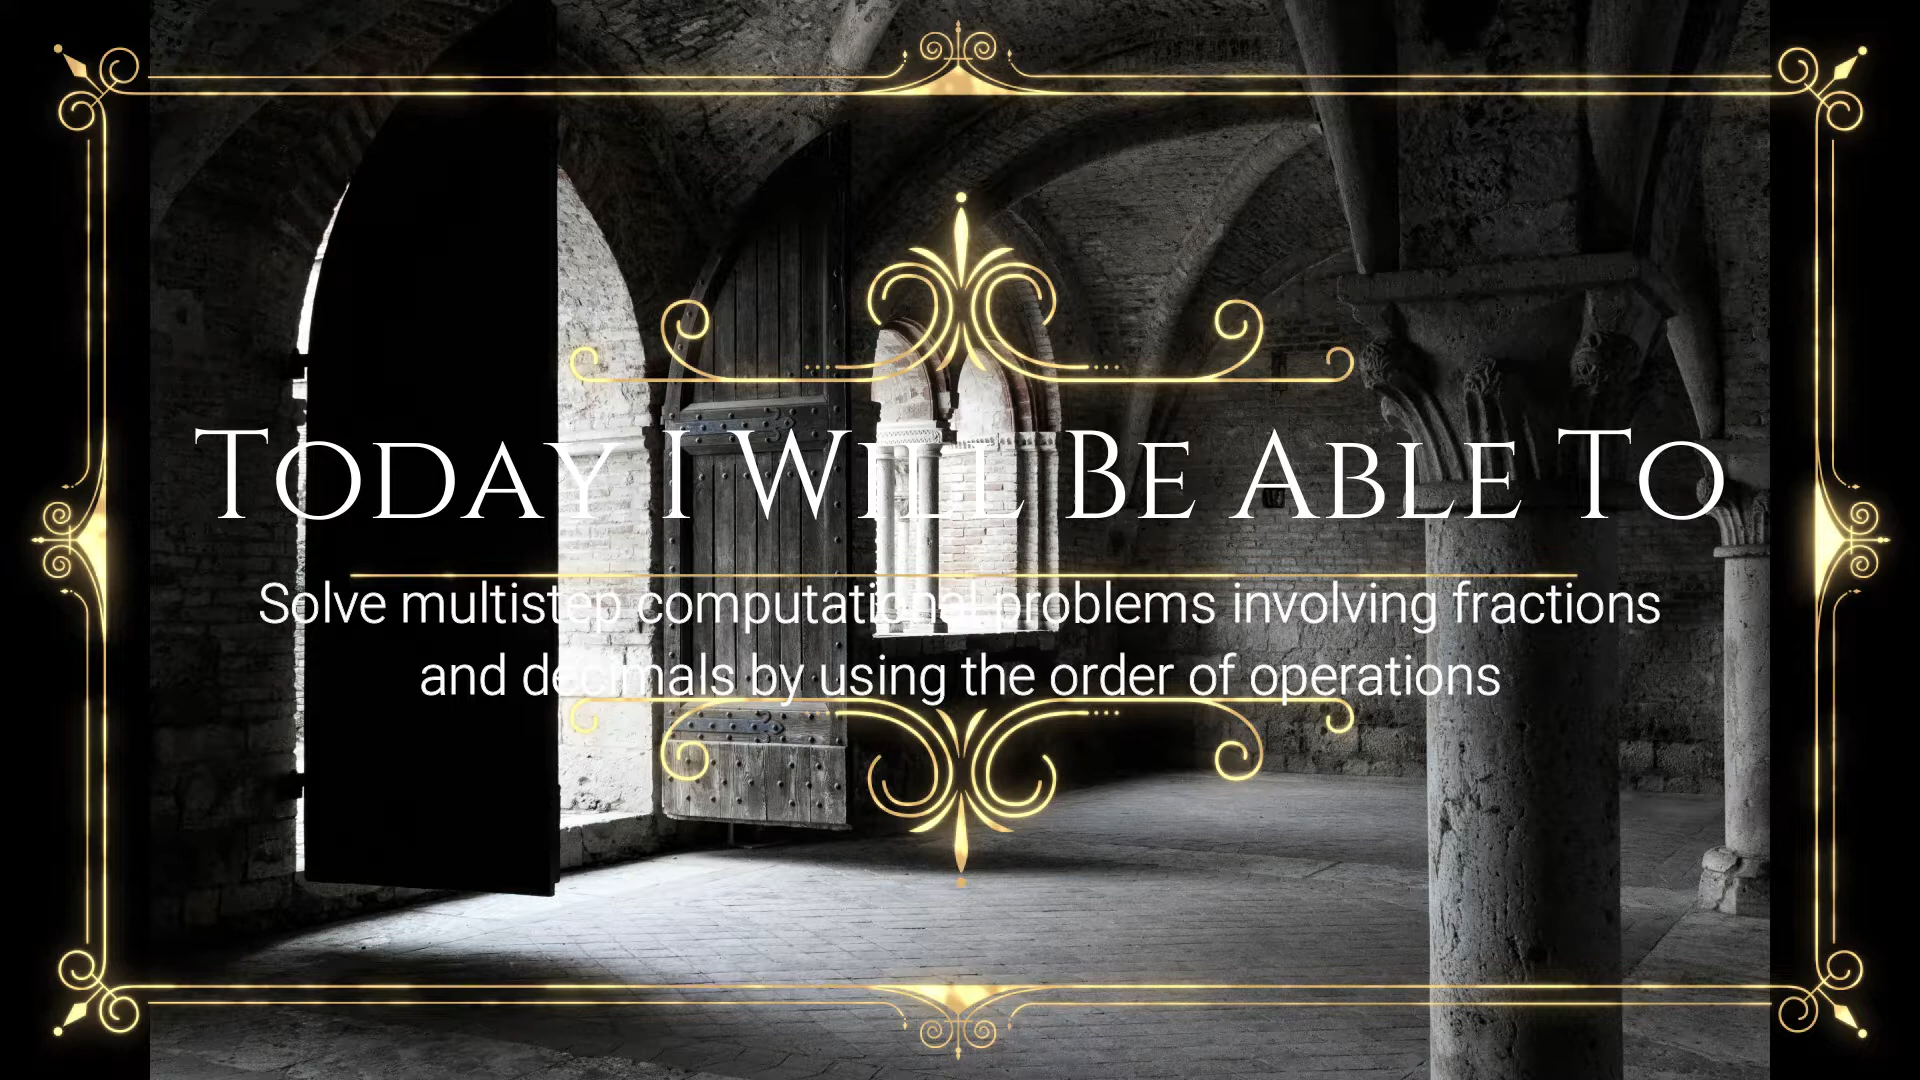 Today I Will Be Able To
Solve multistep computational problems involving fractions
and decimals by using the order of operations